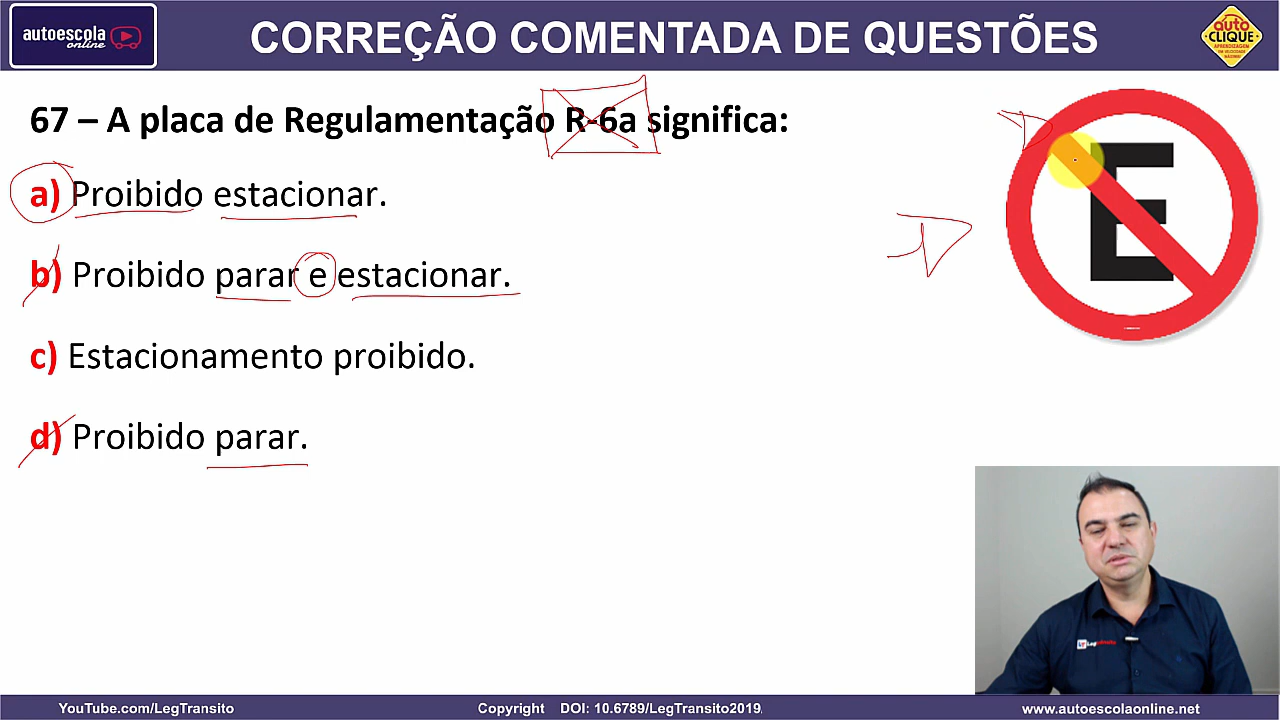 autoescola
online
CORREÇÃO COMENTADA DE QUESTÕES
auto
CLIQUE
67 – A placa de Regulamentação R-6a significa:
E
a) Proibido estacionar.
b) Proibido parar e estacionar.
c) Estacionamento proibido.
d) Proibido parar.
YouTube.com/LegTransito
Copyright DOI: 10.6789/LegTransito2019
www.autoescolaonline.net